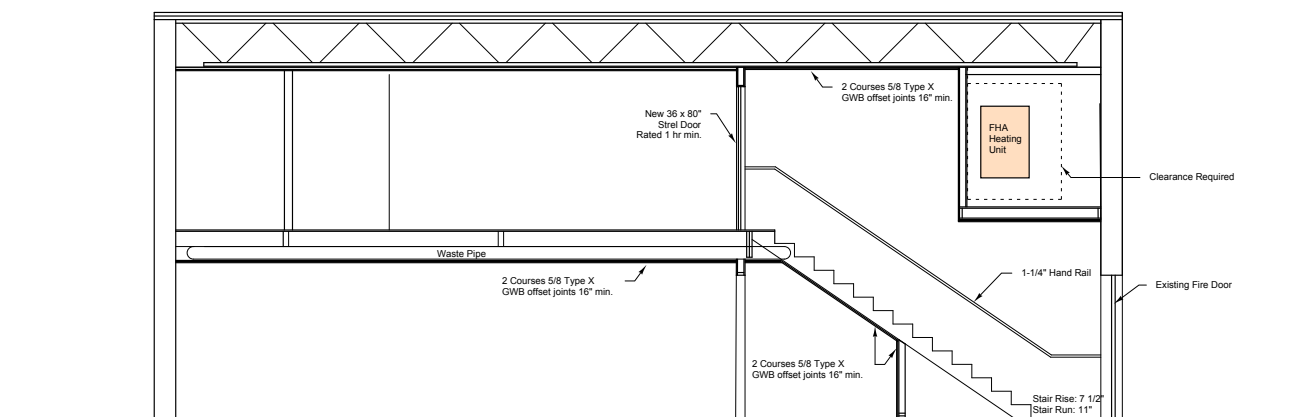 2 Courses 5/8 Type X
GWB offset joints 16" min.
New 36 x 80"
Strel Door
Rated 1 hr min.
FHA
Heating
Unit
Clearance Required
Waste Pipe
2 Courses 5/8 Type X
GWB offset joints 16" min.
1-1/4" Hand Rail
Existing Fire Door
2 Courses 5/8 Type X
GWB offset joints 16" min.
Stair Rise: 7 1/2"
Stair Run: 11"